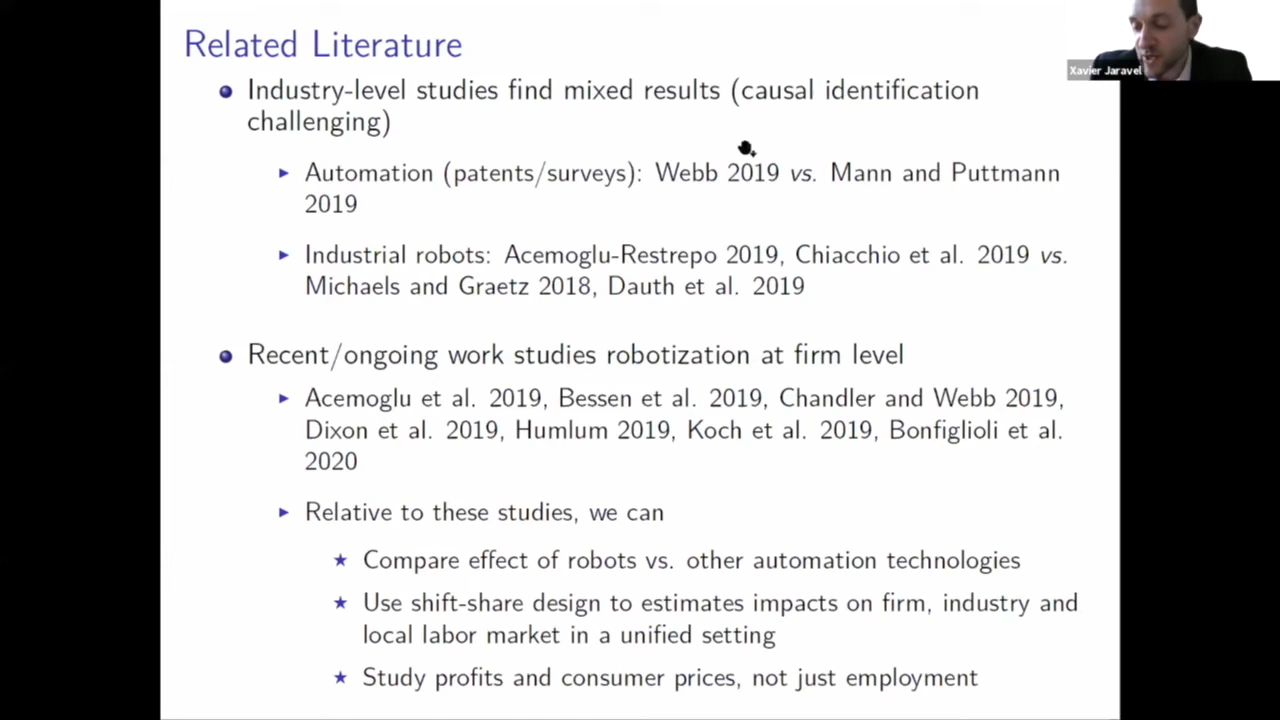 Related Literature
Xavier Jaravel
Industry-level studies find mixed results (causal identification
challenging)
Automation (patents/surveys): Webb 2019 vs. Mann and Puttmann
2019
Industrial robots: Acemoglu-Restrepo 2019, Chiacchio et al. 2019 vs.
Michaels and Graetz 2018, Dauth et al. 2019
Recent/ongoing work studies robotization at firm level
Acemoglu et al. 2019, Bessen et al. 2019, Chandler and Webb 2019,
Dixon et al. 2019, Humlum 2019, Koch et al. 2019, Bonfiglioli et al.
2020
Relative to these studies, we can
Compare effect of robots vs. other automation technologies
Use shift-share design to estimates impacts on firm, industry and
local labor market in a unified setting
Study profits and consumer prices, not just employment